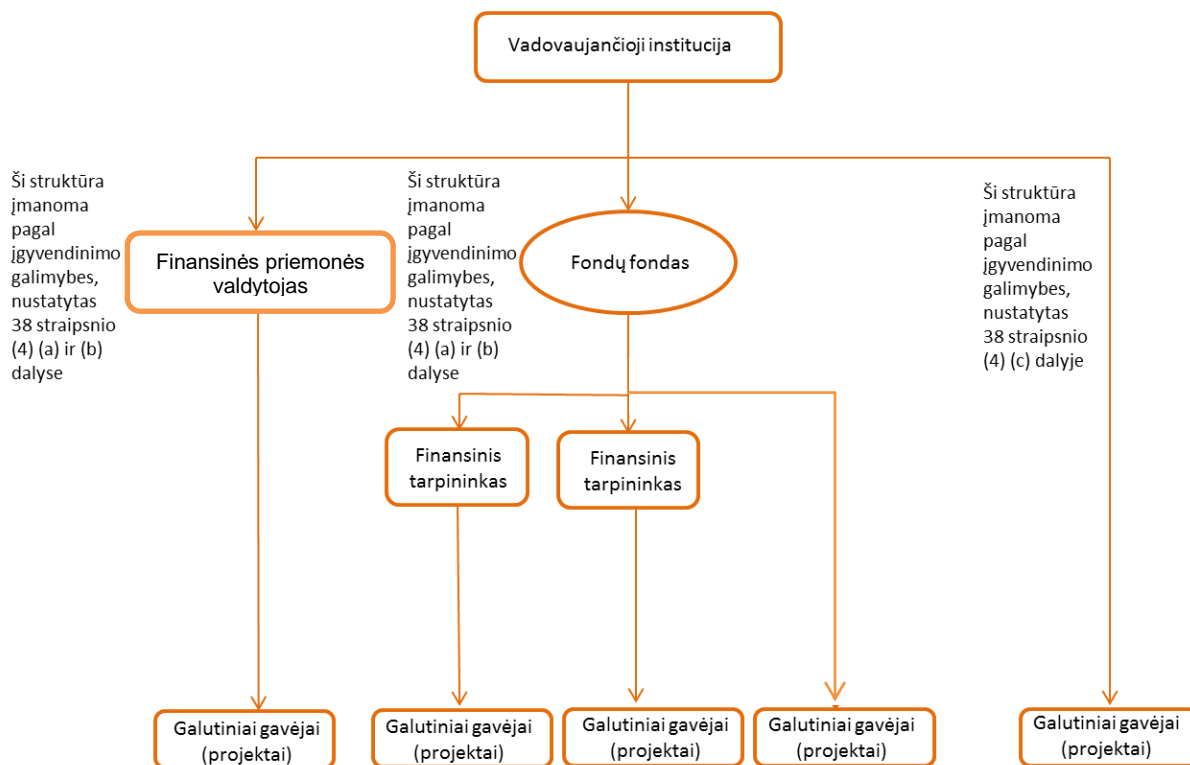 Vadovaujančioji institucija
Ši struktūra
įmanoma
pagal
įgyvendinimo
galimybes,
nustatytas
38 straipsnio
(4) (a) ir (b)
dalyse
Finansinės priemonės
valdytojas
Ši struktūra
įmanoma
pagal
įgyvendinimo
galimybes,
nustatytas
38 straipsnio
(4) (a) ir (b)
dalyse
Fondų fondas
Ši struktūra
įmanoma
pagal
įgyvendinimo
galimybes,
nustatytas
38 straipsnio
(4) (c) dalyje
Finansinis
tarpininkas
Finansinis
tarpininkas
Galutiniai gavėjai
(projektai)
Galutiniai gavėjai
(projektai)
Galutiniai gavėjai
(projektai)
Galutiniai gavėjai
(projektai)
Galutiniai gavėjai
(projektai)